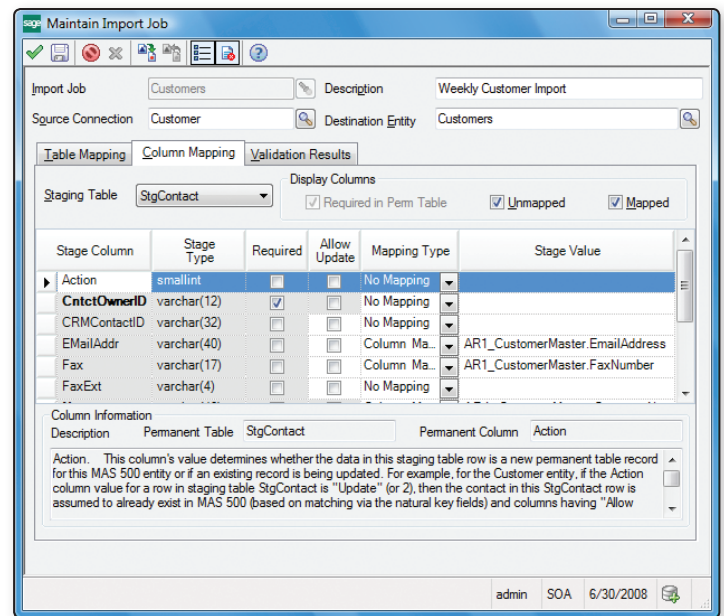 sage Maintain Import Job
Import Job Customers Description Weekly Customer Import
Source Connection Customer Destination Entity Customers
Table Mapping Column Mapping Validation Results
Display Columns
Staging Table StgContact Required in Perm Table Unmapped Mapped
Stage Column Stage Type Required Allow Update Mapping Type Stage Value
Action smallint No Mapping
CntctOwnerID varchar(12) No Mapping
CRMContactID varchar(32) No Mapping
EMailAddr varchar(40) Column Ma... AR1_CustomerMaster.EmailAddress
Fax varchar(17) Column Ma... AR1_CustomerMaster.FaxNumber
FaxExt varchar(4) No Mapping
Column Information
Description Permanent Table StgContact Permanent Column Action
Action. This column's value determines whether the data in this staging table row is a new permanent table record
for this MAS 500 entity or if an existing record is being updated. For example, for the Customer entity, if the Action
column value for a row in staging table StgContact is "Update" (or 2), then the contact in this StgContact row is
assumed to already exist in MAS 500 (based on matching via the natural key fields) and columns having "Allow
admin SOA 6/30/2008